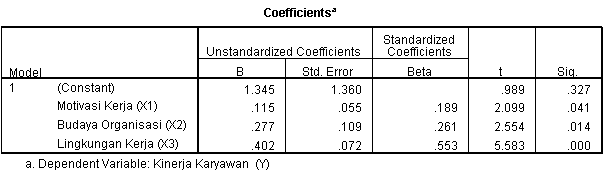 Coefficientsa
Unstandardized Coefficients Standardized Coefficients
Model B Std. Error Beta t Sig.
1 (Constant) 1.345 1.360 .989 .327
Motivasi Kerja (X1) .115 .055 .189 2.099 .041
Budaya Organisasi (X2) .277 .109 .261 2.554 .014
Lingkungan Kerja (X3) .402 .072 .553 5.583 .000
a. Dependent Variable: Kinerja Karyawan (Y)